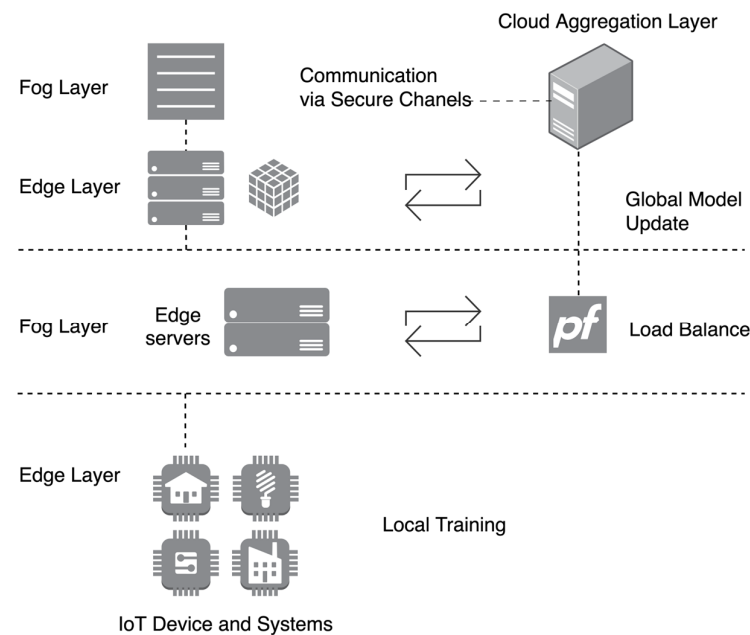 Cloud Aggregation Layer
Fog Layer
Communication
via Secure Chanels
Edge Layer
Global Model
Update
Fog Layer
Edge
servers
pf
Load Balance
Edge Layer
Local Training
IoT Device and Systems